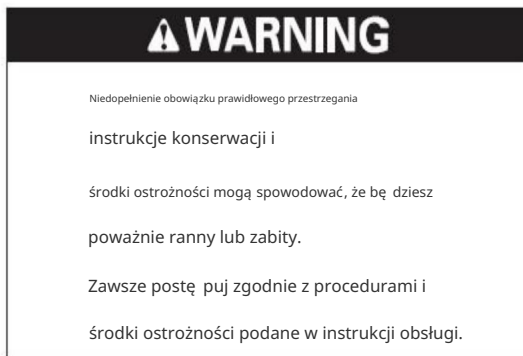 WARNING
Niedopełnienie obowiązku prawidłowego przestrzegania
instrukcje konserwacji i
środki ostrożności mogą spowodować, że bę dziesz
poważnie ranny lub zabity.
Zawsze postę puj zgodnie z procedurami i
środki ostrożności podane w instrukcji obsługi.